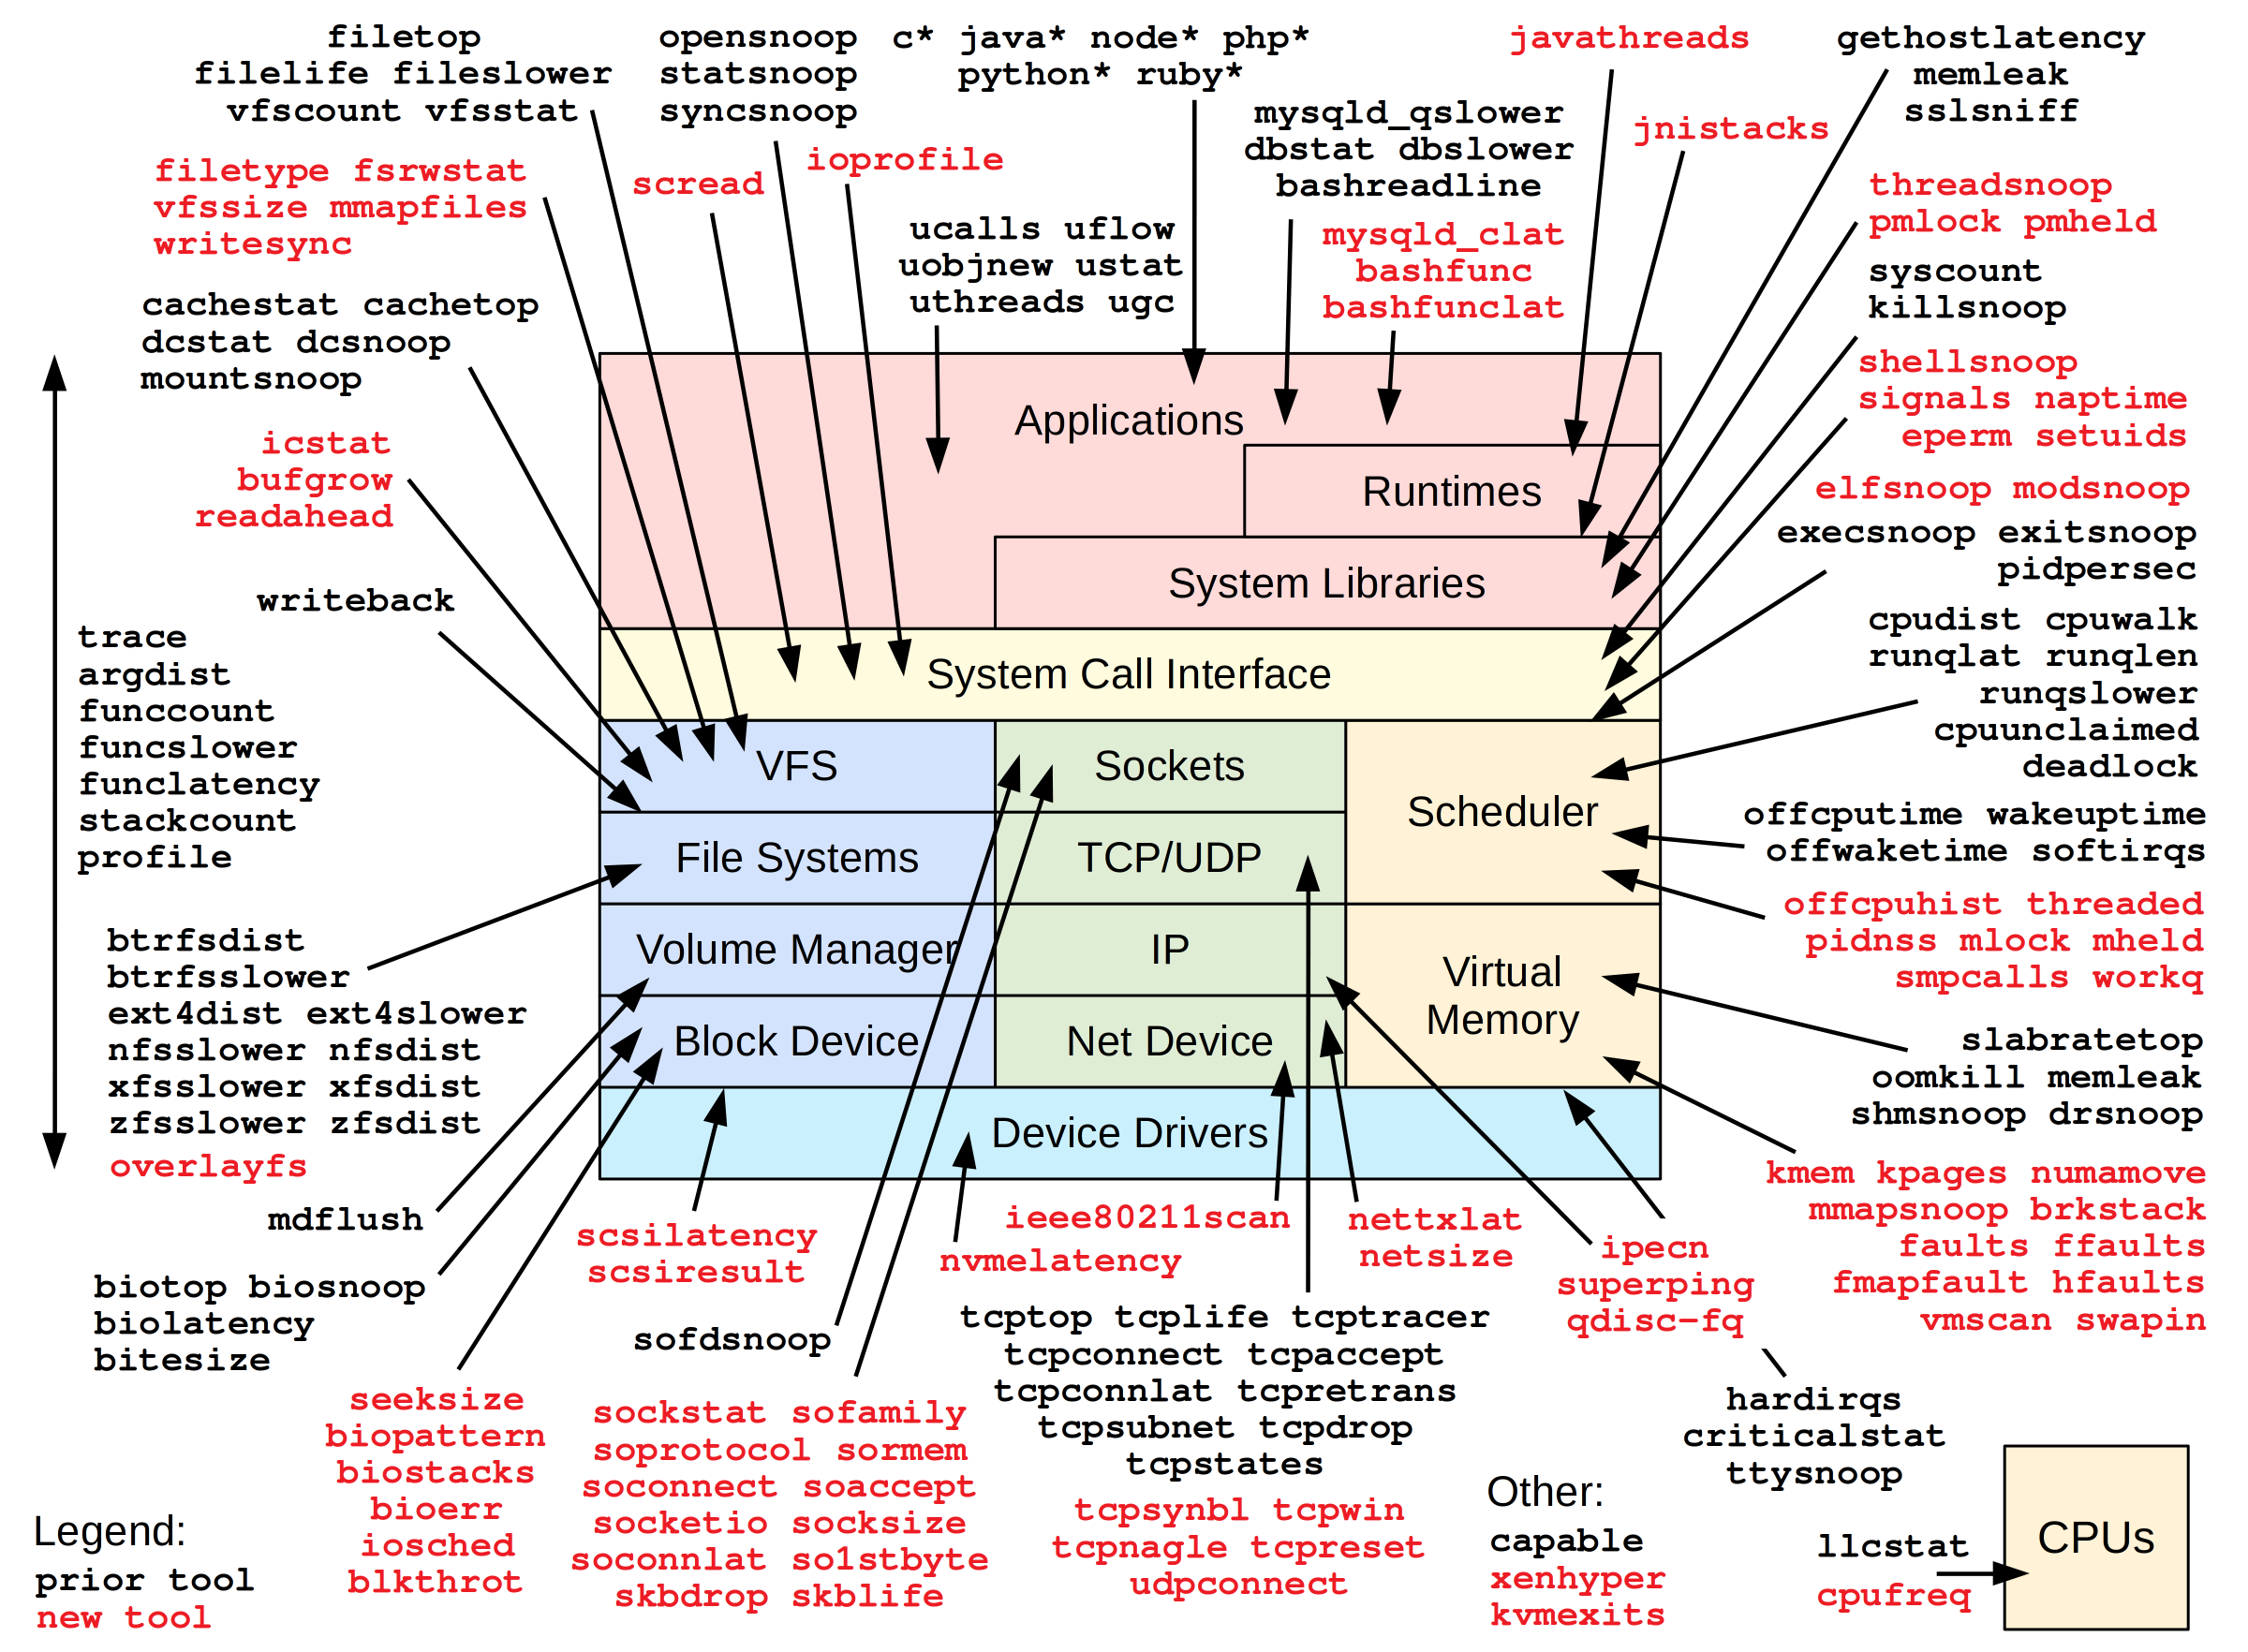 filetop
filelife fileslower
vfscount vfsstat
opensnoop
statsnoop
syncsnoop
c* java* node* php*
python* ruby*
javathreads
gethostlatency
memleak
sslsniff
mysqld_qslower
dbstat dbslower
bashreadline
jnistacks
filetype fsrwstat
vfssize mmapfiles
writesync
scread
ioprofile
threadsnoop
pmlock pmheld
ucalls uflow
uobjnew ustat
uthreads ugc
mysqld_clat
bashfunc
bashfunclat
syscount
killsnoop
cachestat cachetop
dcstat dcsnoop
mountsnoop
shellsnoop
signals naptime
eperm setuids
icstat
bufgrow
readahead
elfsnoop modsnoop
execsnoop exitsnoop
pidpersec
writeback
trace
argdist
funccount
funcslower
funclatency
stackcount
profile
Applications
Runtimes
System Libraries
System Call Interface
VFS
Sockets
Scheduler
File Systems
TCP/UDP
Volume Manager
IP
Virtual
Memory
Block Device
Net Device
Device Drivers
cpudist cpuwalk
runqlat runqlen
runqslower
cpuunclaimed
deadlock
offcputime wakeuptime
offwaketime softirqs
offcpuhist threaded
pidnss mlock mheld
smpcalls workq
slabratetop
oomkill memleak
shmsnoop drsnoop
kmem kpages numamove
mmapsnoop brkstack
faults ffaults
fmapfault hfaults
vmscan swapin
btrfsdist
btrfsslower
ext4dist ext4slower
nfsslower nfsdist
xfsslower xfsdist
zfsslower zfsdist
overlayfs
mdflush
biotop biosnoop
biolatency
bitesize
seeksize
biopattern
biostacks
bioerr
iosched
blkthrot
scsilatency
scsiresult
nvmelatency
ieee80211scan
nettxlat
netsize
ipecn
superping
qdisc-fq
sofdsnoop
sockstat sofamily
soprotocol sormem
soconnect soaccept
socketio socksize
soconnlat so1stbyte
skbdrop skblife
tcptop tcplife tcptracer
tcpconnect tcpaccept
tcpconnlat tcpretrans
tcpsubnet tcpdrop
tcpstates
tcpsynbl tcpwin
tcpnagle tcpreset
udpconnect
hardirqs
criticalstat
ttysnoop
Other:
capable
xenhyper
kvmexits
llcstat
cpufreq
CPUs
Legend:
prior tool
new tool